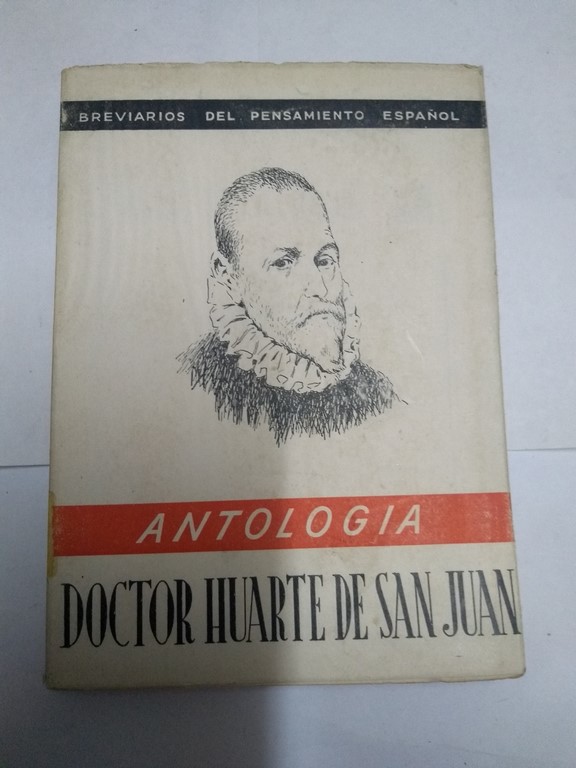 BREVIARIOS DEL PENSAMIENTO ESPAÑOL
ANTOLOGIA
DOCTOR HUARTE DE SAN JUAN